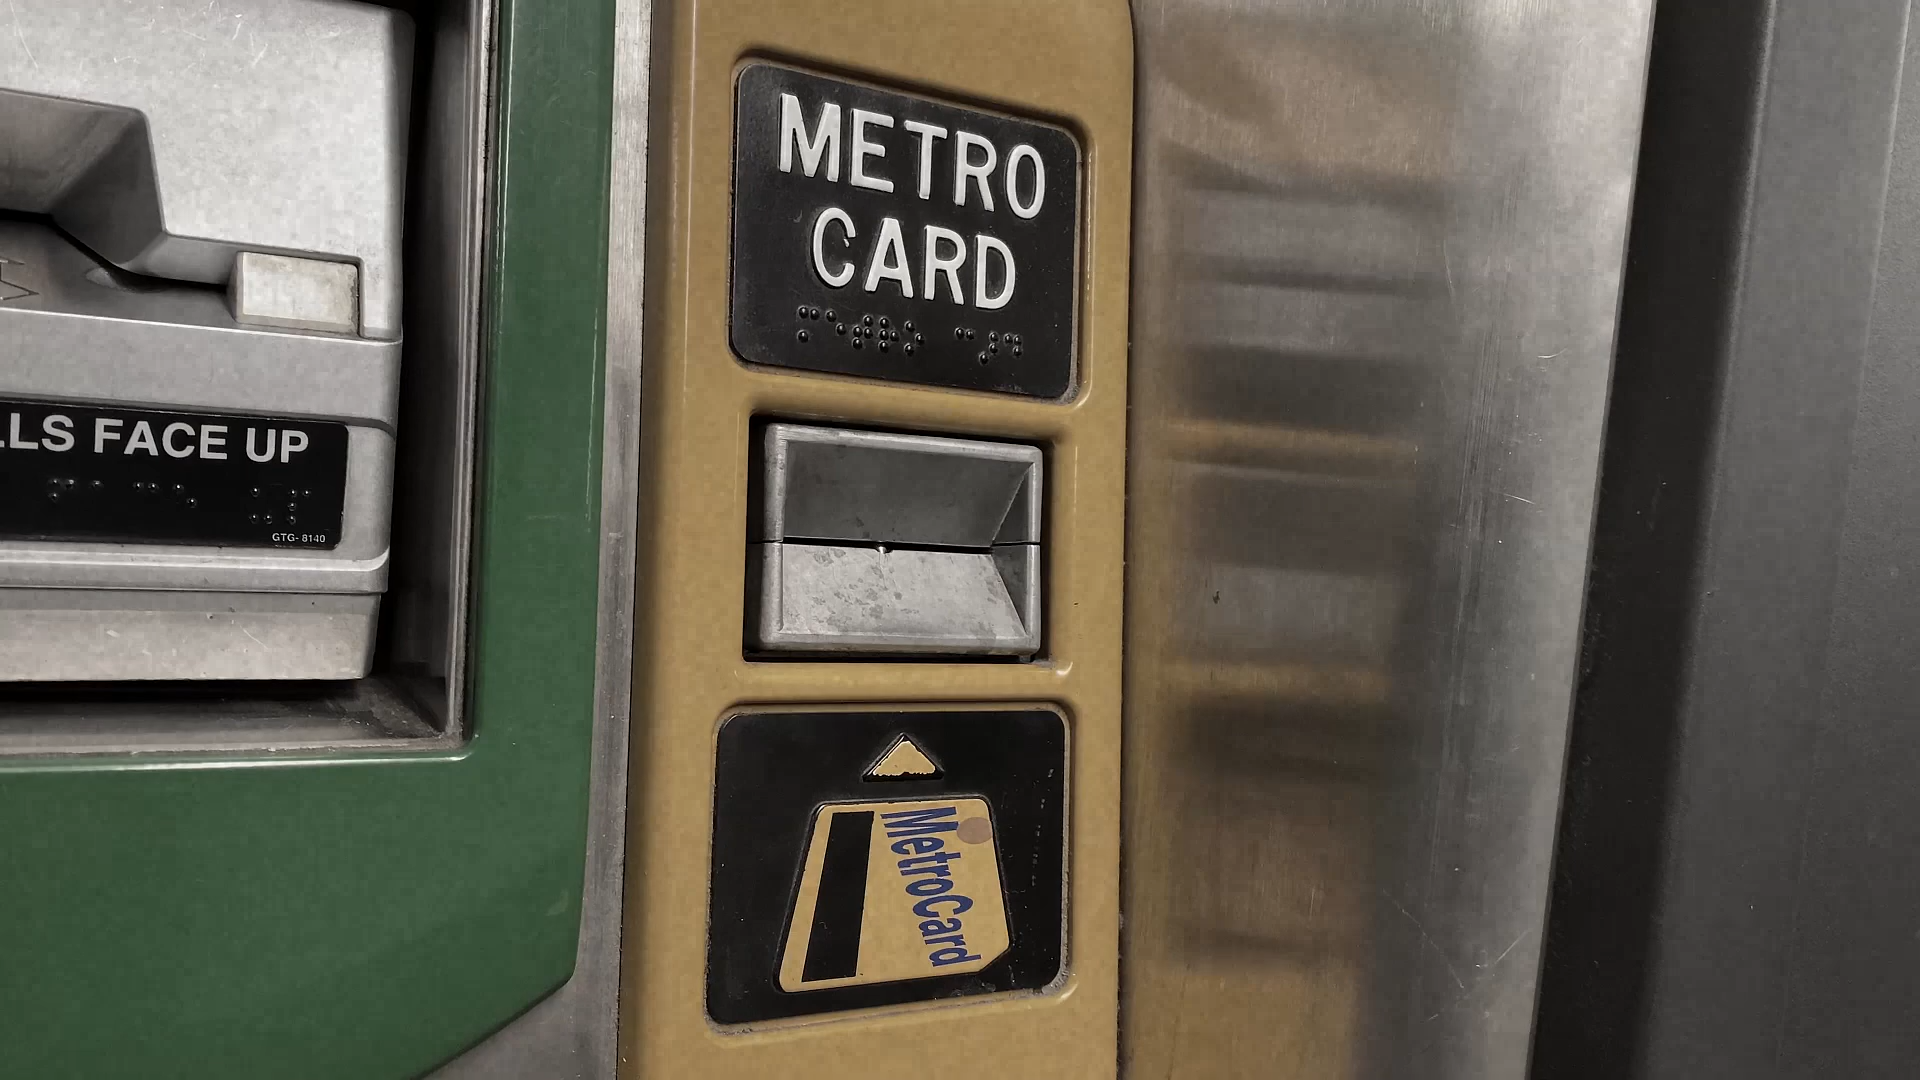 METRO
CARD
LLS FACE UP
GTG- 8140
MetroCard